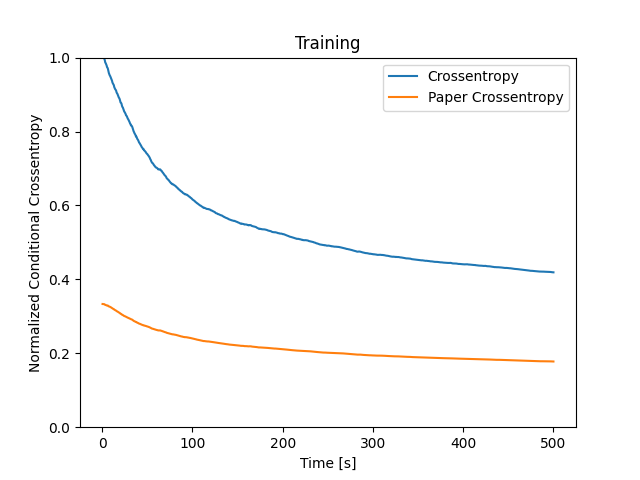 Training
Crossentropy
Paper Crossentropy
Normalized Conditional Crossentropy
1.0
0.8
0.6
0.4
0.2
0.0
0 100 200 300 400 500
Time [s]